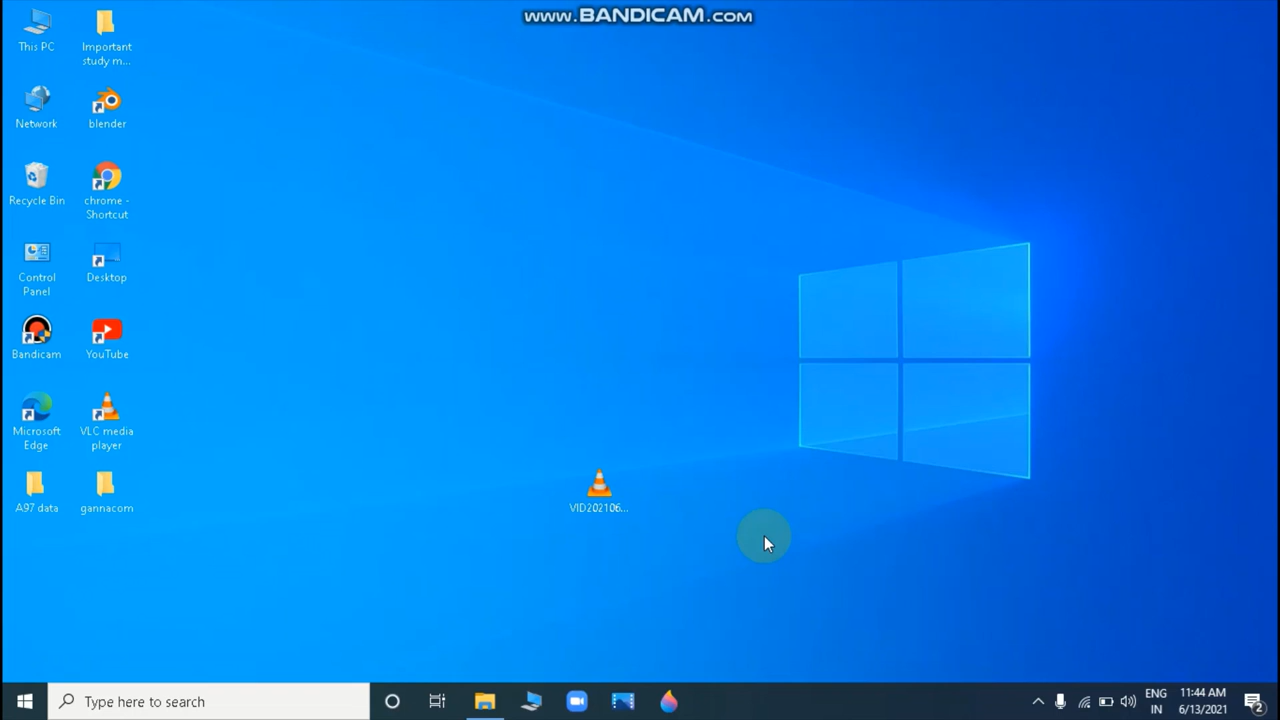 www.BANDICAM.com
This PC
Important
study m...
Network
blender
Recycle Bin
chrome -
Shortcut
Control
Panel
Desktop
Bandicam
YouTube
Microsoft
Edge
VLC media
player
A97 data
gannacom
VID202106...
Type here to search
ENG
IN
11:44 AM
6/13/2021
2